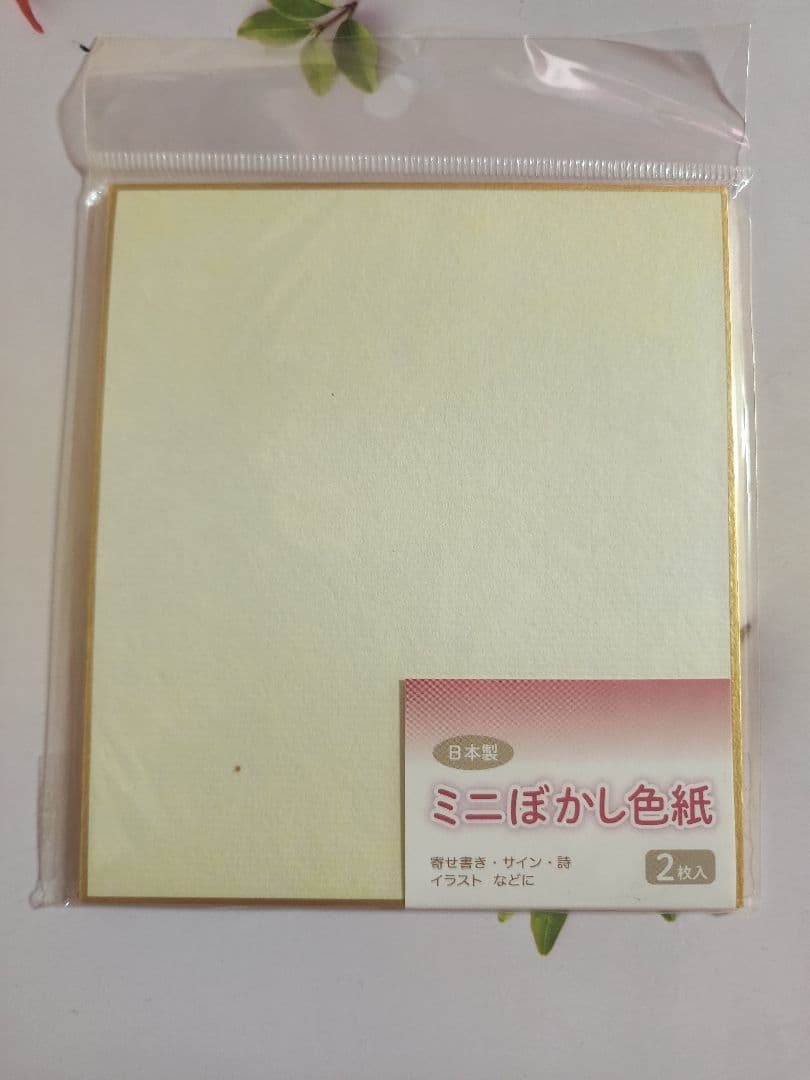 日本製
ミニぼかし色紙
寄せ書き・サイン・詩
イラスト などに
2枚入